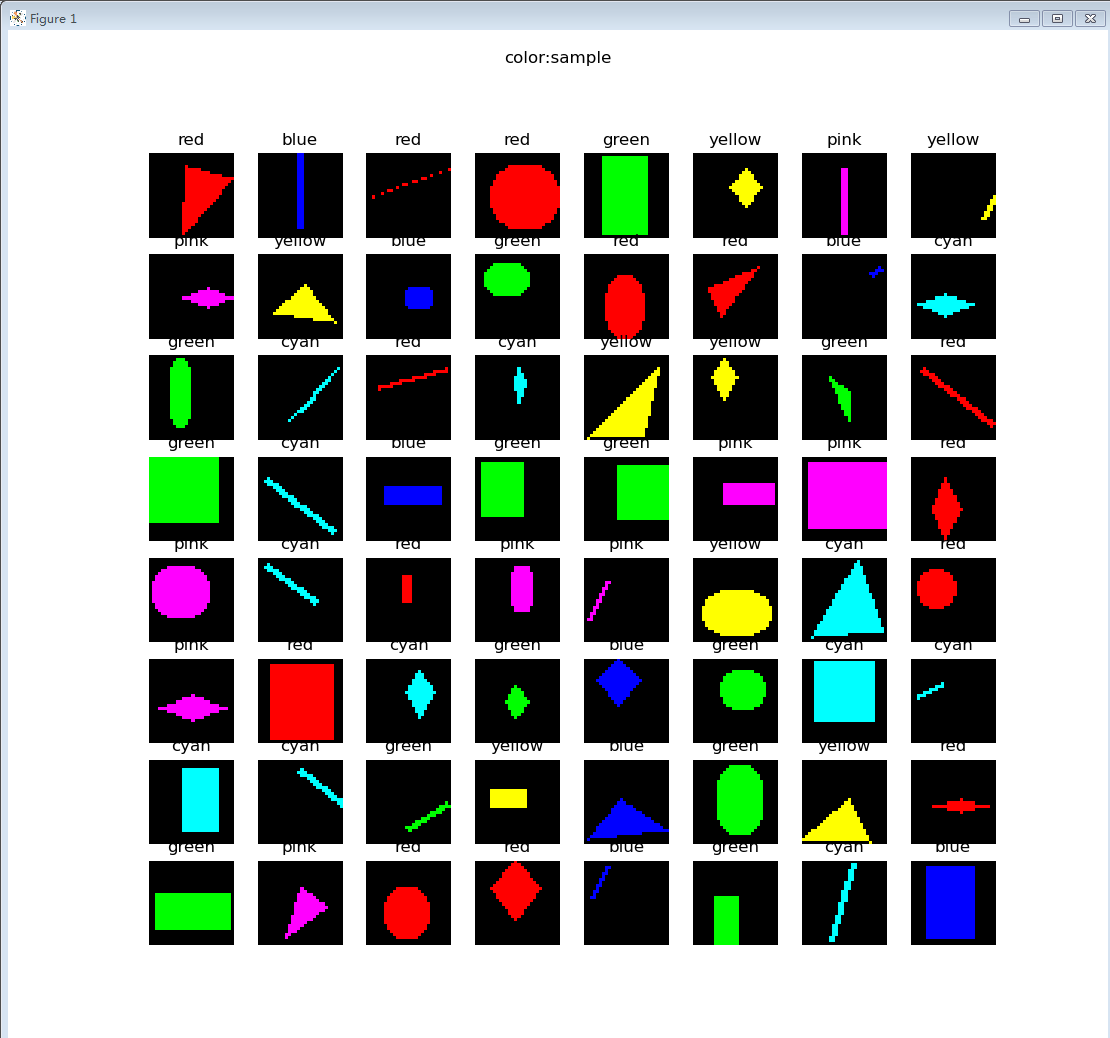 Figure 1
color:sample
red blue red red green yellow pink yellow
pink yellow blue green red red blue cyan
green cyan red cyan yellow yellow green red
green cyan blue green green pink pink red
pink cyan red pink pink yellow cyan red
pink red cyan green blue green cyan cyan
cyan cyan green yellow blue green yellow red
green pink red red blue green cyan blue